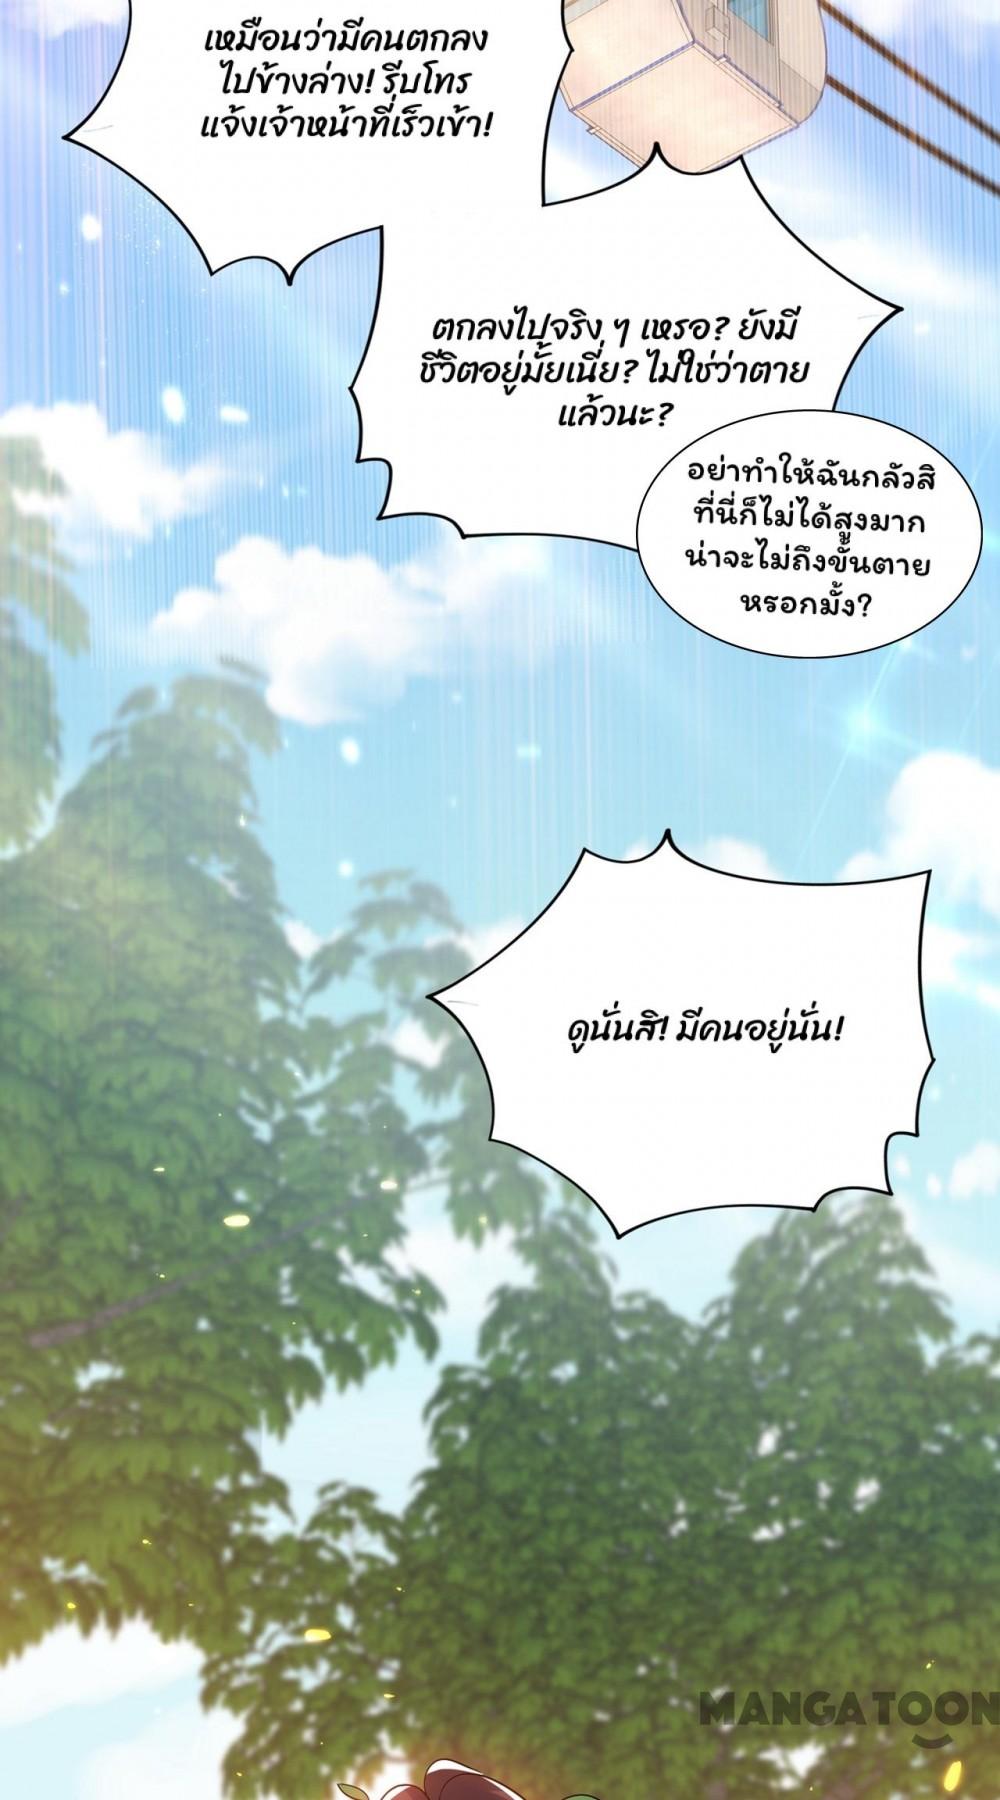 เหมือนว่ามีคนตกลง
ไปข้างล่าง! รีบโทร
แจ้งเจ้าหน้าที่เร็วเข้า!
ตกลงไปจริง ๆ เหรอ? ยังมี
ชีวิตอยู่มั้ยเนี่ย? ไม่ใช่ว่าตาย
แล้วนะ?
อย่าทำให้ฉันกลัวสิ
ที่นี่ก็ไม่ได้สูงมาก
น่าจะไม่ถึงขั้นตาย
หรอกมั้ง?
ดูนั่นสิ! มีคนอยู่นั่น!
MANGATOON